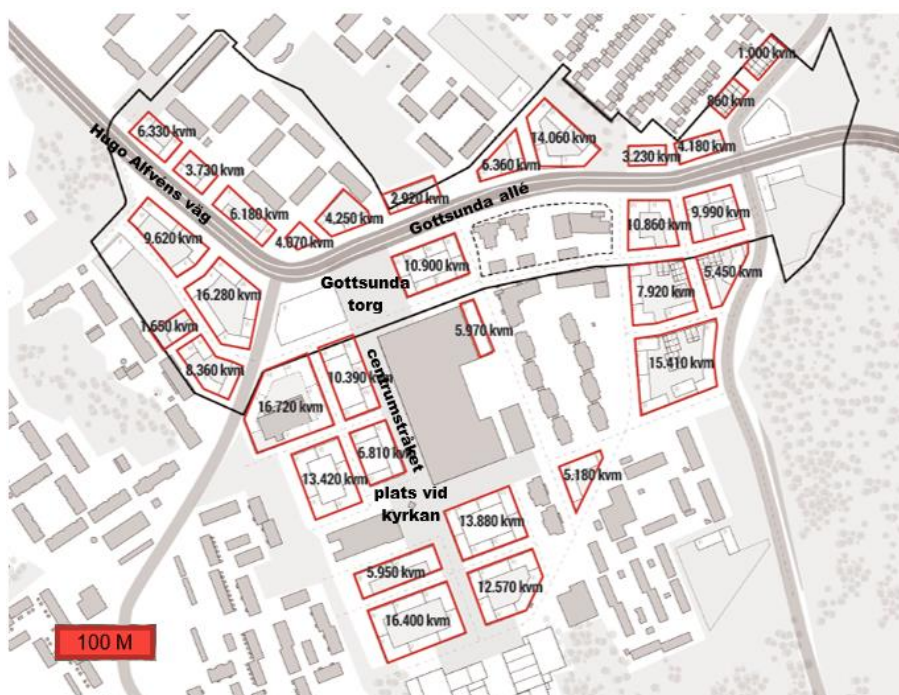 1.000 kvm
860 kvm
6.330 kvm
14.060 kvm
4.180 kvm
3.230 kvm
6.360 kvm
3.730 kvm
Hugo Alfvéns väg
2.920 kvm
6.180 kvm
4.250 kvm
Gottsunda allé
9.990 kvm
10.860 kvm
9.620 kvm
4.870 kvm
10.900 kvm
5.450 kvm
Gottsunda
torg
16.280 kvm
7.920 kvm
1.650 kvm
5.970 kvm
8.360 kvm
15.410 kvm
10.390 kvm
centrumstråket
16.720 kvm
6.810 kvm
13.420 kvm
5.180 kvm
plats vid
kyrkan
13.880 kvm
5.950 kvm
12.570 kvm
16.400 kvm
100 M